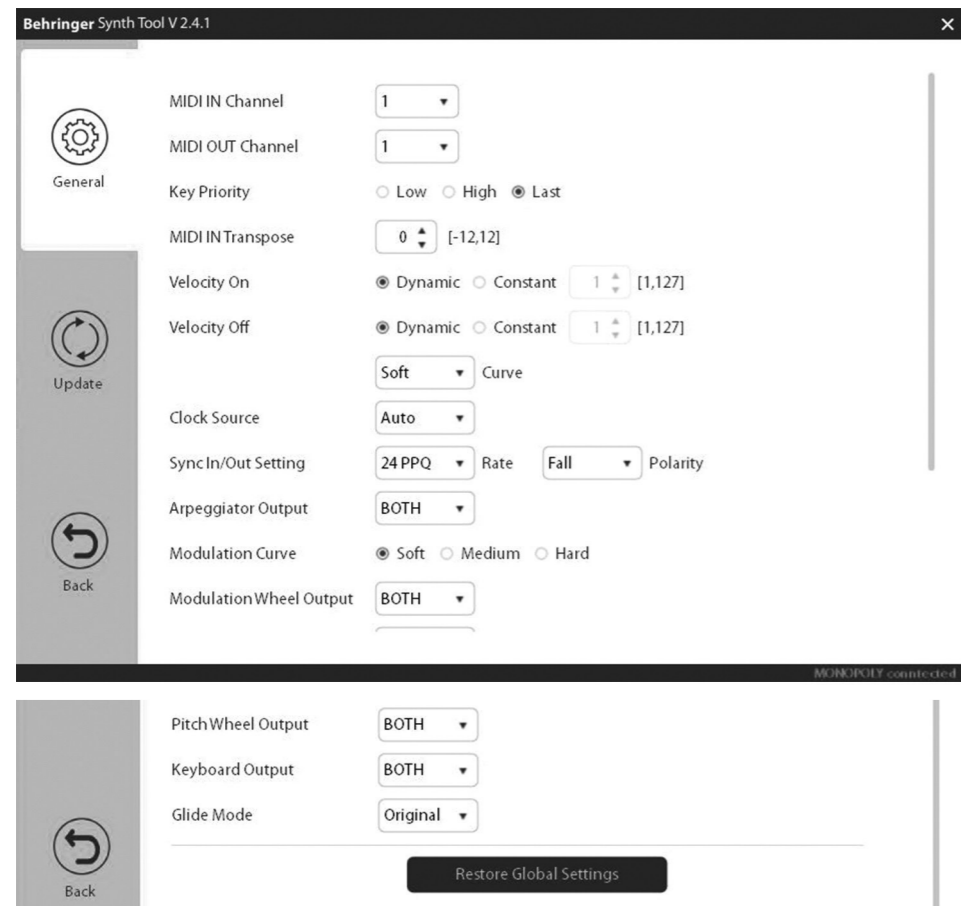 Behringer Synth Tool V 2.4.1
General
Update
Back
MIDI IN Channel 1
MIDI OUT Channel 1
Key Priority Low High Last
MIDI IN Transpose 0 [-12,12]
Velocity On Dynamic Constant 1 [1,127]
Velocity Off Dynamic Constant 1 [1,127]
Soft Curve
Clock Source Auto
Sync In/Out Setting 24 PPQ Rate Fall Polarity
Arpeggiator Output BOTH
Modulation Curve Soft Medium Hard
Modulation Wheel Output BOTH
MONOPOLY conntected
Pitch Wheel Output BOTH
Keyboard Output BOTH
Glide Mode Original
Back
Restore Global Settings